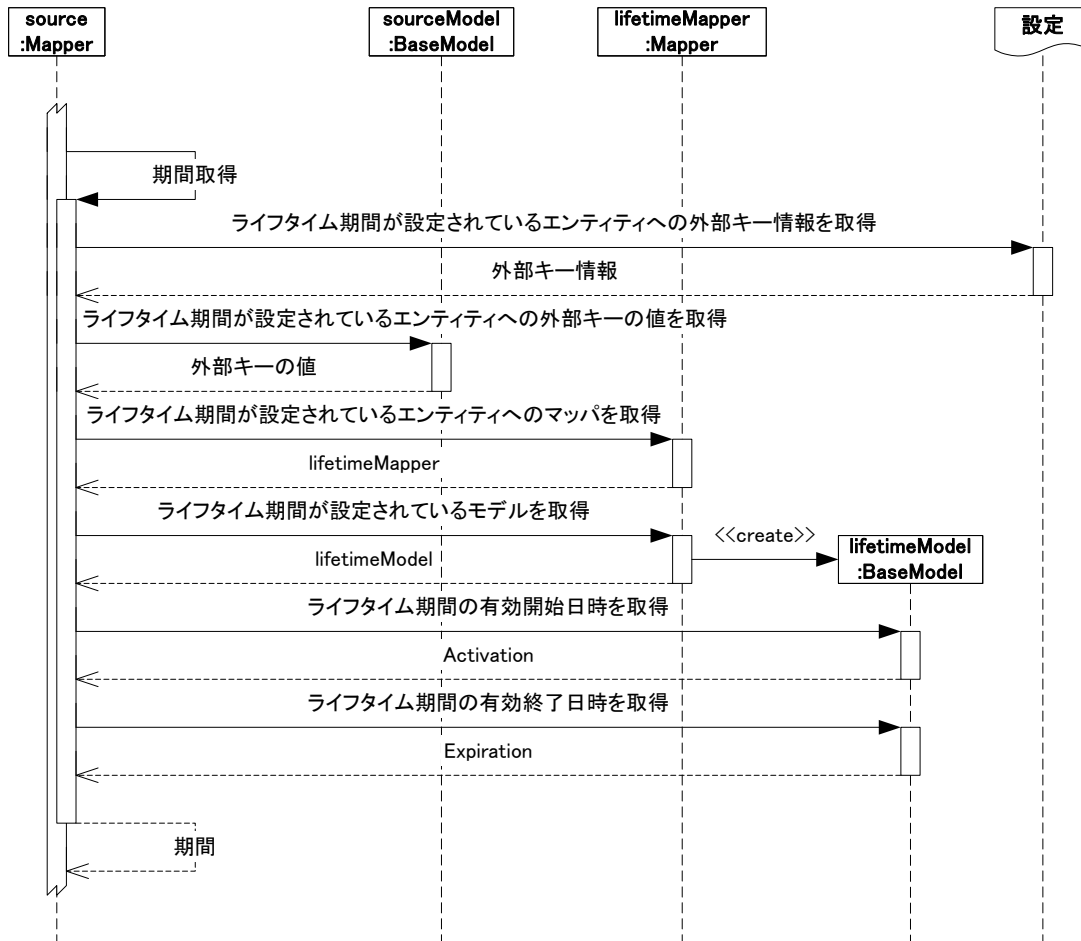 source
:Mapper
sourceModel
:BaseModel
lifetimeMapper
:Mapper
設定
期間取得
ライフタイム期間が設定されているエンティティへの外部キー情報を取得
外部キー情報
ライフタイム期間が設定されているエンティティへの外部キーの値を取得
外部キーの値
ライフタイム期間が設定されているエンティティへのマッパを取得
lifetimeMapper
ライフタイム期間が設定されているモデルを取得
<<create>>
lifetimeModel
:BaseModel
lifetimeModel
ライフタイム期間の有効開始日時を取得
Activation
ライフタイム期間の有効終了日時を取得
Expiration
期間